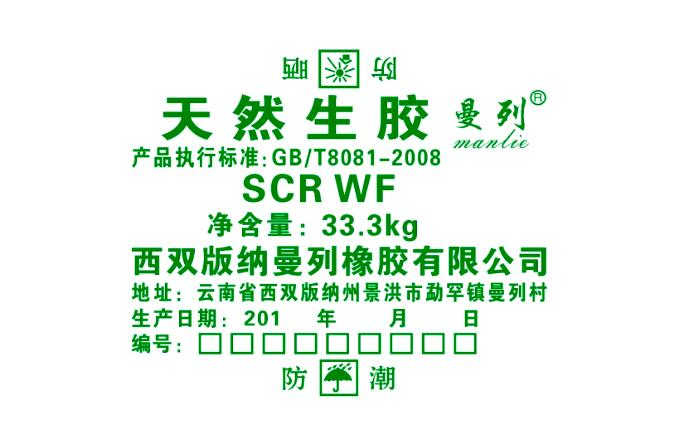 防 晒
天然生胶 曼列®
manlie
产品执行标准:GB/T8081-2008
SCR WF
净含量：33.3kg
西双版纳曼列橡胶有限公司
地址：云南省西双版纳州景洪市勐罕镇曼列村
生产日期：201 年 月 日
编号：□□□□□□□□□
防 潮